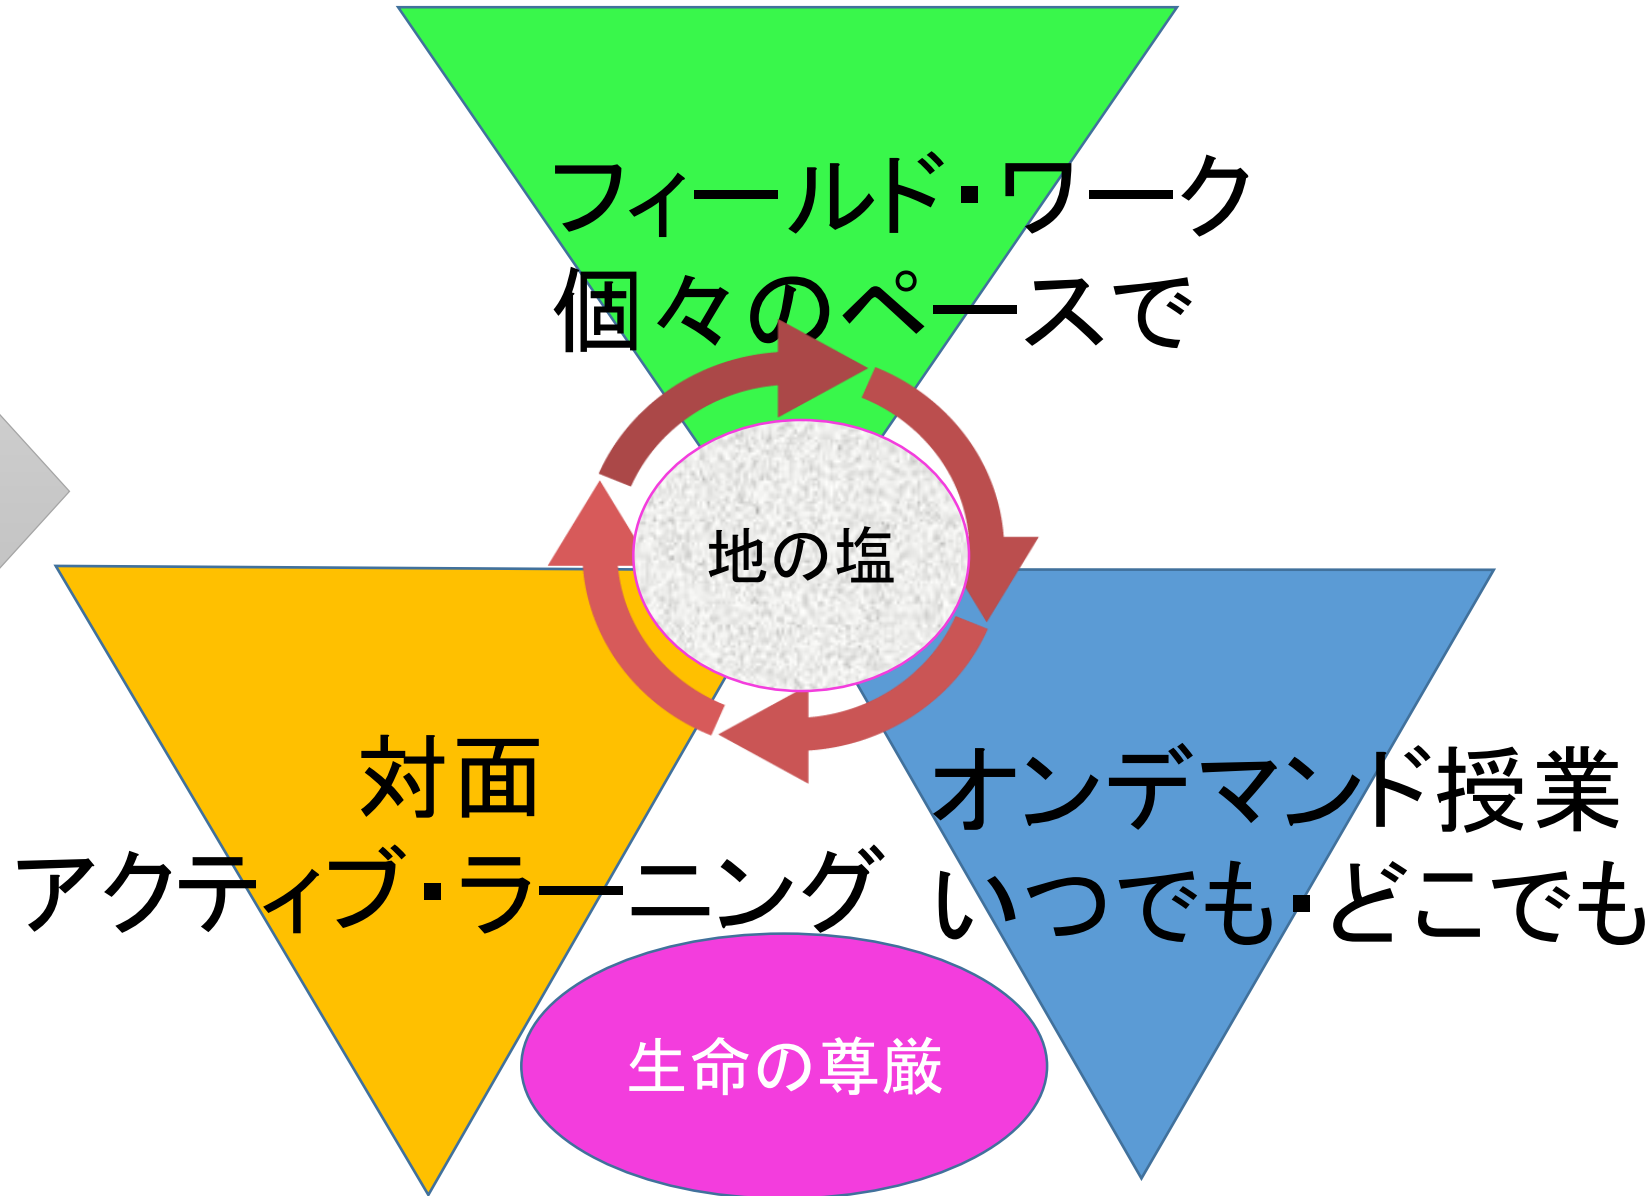 フィールド・ワーク
個々のペースで
地の塩
対面
アクティブ・ラーニング
オンデマンド授業
いつでも・どこでも
生命の尊厳